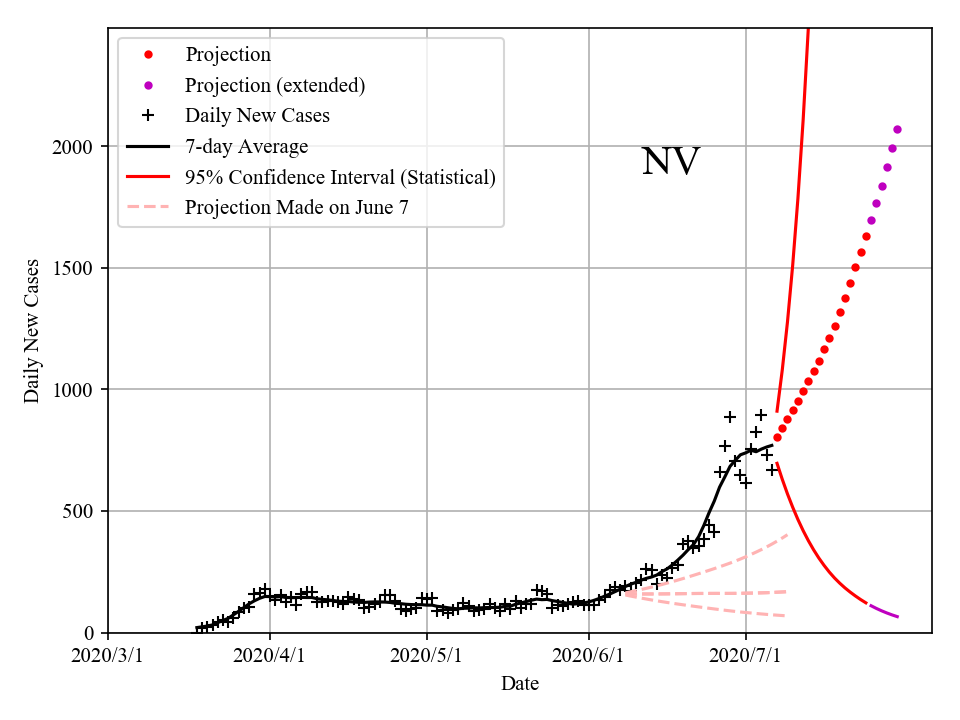 Projection
Projection (extended)
Daily New Cases
7-day Average
95% Confidence Interval (Statistical)
Projection Made on June 7
NV
2000
1500
1000
500
0
Daily New Cases
2020/3/1
2020/4/1
2020/5/1
2020/6/1
2020/7/1
Date